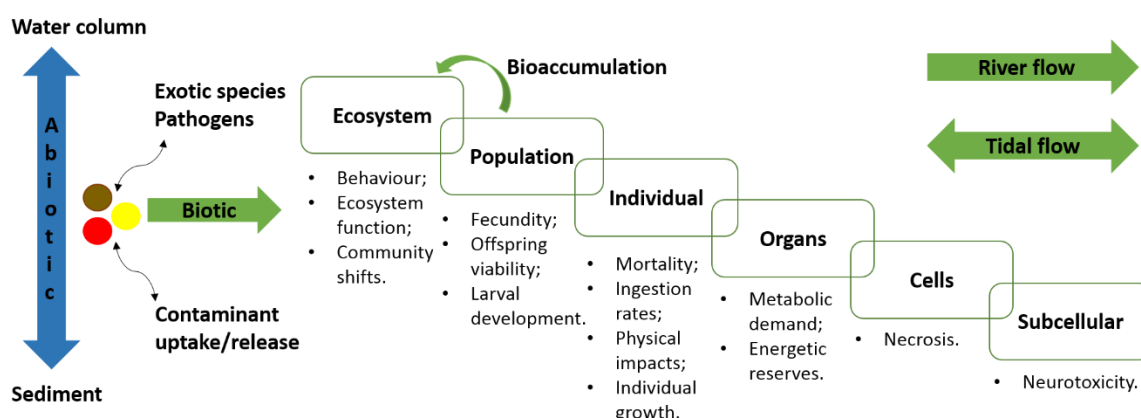 Water column
Abiotic
Sediment
Exotic species
Pathogens
Biotic
Contaminant
uptake/release
Bioaccumulation
Ecosystem
• Behaviour;
• Ecosystem
function;
• Community
shifts.
Population
• Fecundity;
• Offspring
viability;
• Larval
development.
Individual
• Mortality;
• Ingestion
rates;
• Physical
impacts;
• Individual
growth.
Organs
• Metabolic
demand;
• Energetic
reserves.
Cells
• Necrosis.
Subcellular
• Neurotoxicity.
River flow
Tidal flow